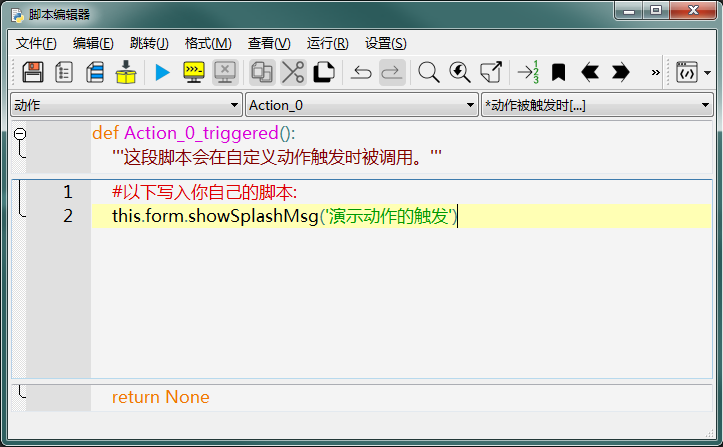 脚本编辑器
文件(F) 编辑(E) 跳转(J) 格式(M) 查看(V) 运行(R) 设置(S)
动作 Action_0 *动作被触发时[...]
def Action_0_triggered():
'''这段脚本会在自定义动作触发时被调用。'''
1 #以下写入你自己的脚本:
2 this.form.showSplashMsg('演示动作的触发')
return None